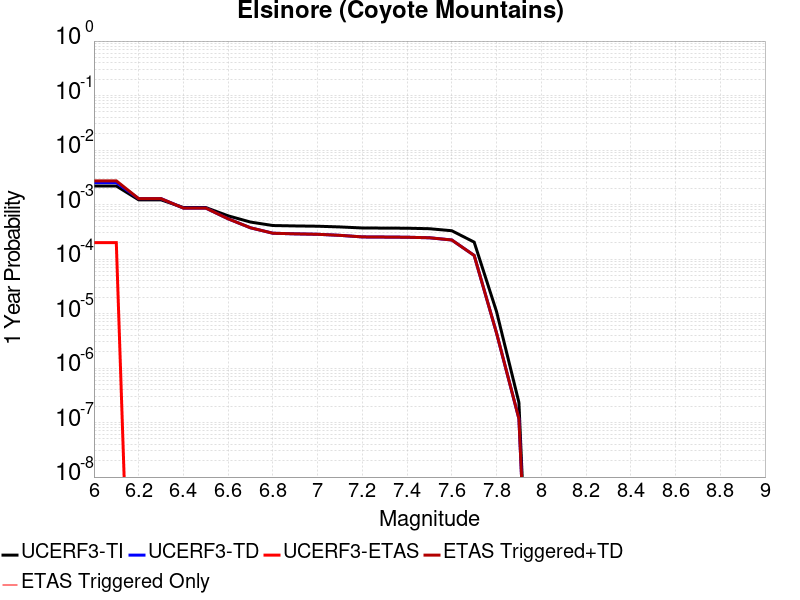 Elsinore (Coyote Mountains)
10^0
10^-1
10^-2
10^-3
10^-4
10^-5
10^-6
10^-7
10^-8
1 Year Probability
6 6.2 6.4 6.6 6.8 7 7.2 7.4 7.6 7.8 8 8.2 8.4 8.6 8.8 9
Magnitude
UCERF3-TI UCERF3-TD UCERF3-ETAS ETAS Triggered+TD
ETAS Triggered Only